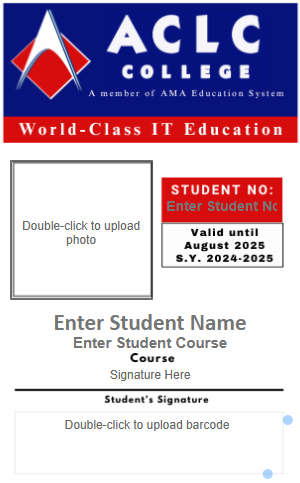 ACLC
COLLEGE
A member of AMA Education System
World-Class IT Education
Double-click to upload
photo
STUDENT NO:
Enter Student No
Valid until
August 2025
S.Y. 2024-2025
Enter Student Name
Enter Student Course
Course
Signature Here
Student's Signature
Double-click to upload barcode